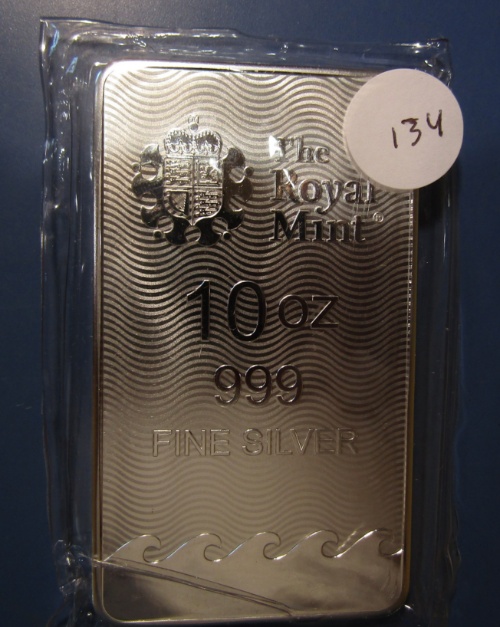 134
The
Royal
Mint®
10 OZ
999
FINE SILVER